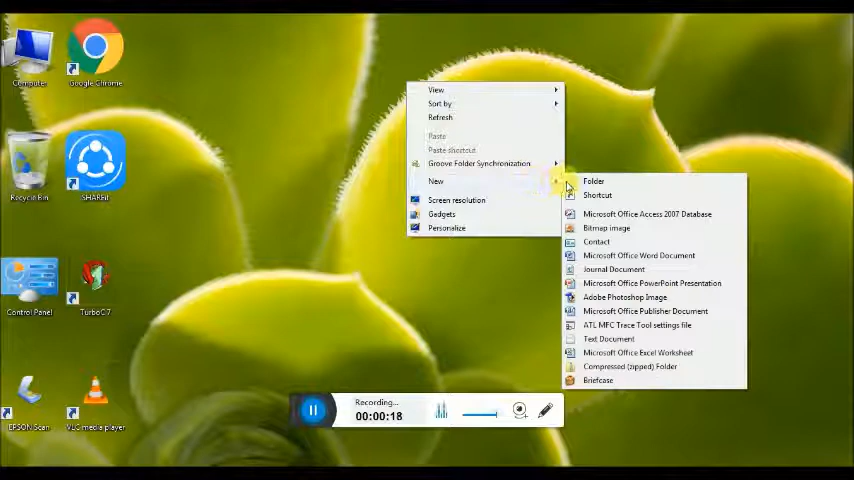 Computer
Google Chrome
Recycle Bin
SHAREit
Control Panel
TurboC7
EPSON Scan
VLC media player
View
Sort by
Refresh
Paste
Paste shortcut
Groove Folder Synchronization
New
Screen resolution
Gadgets
Personalize
Folder
Shortcut
Microsoft Office Access 2007 Database
Bitmap image
Contact
Microsoft Office Word Document
Journal Document
Microsoft Office PowerPoint Presentation
Adobe Photoshop Image
Microsoft Office Publisher Document
ATL MFC Trace Tool settings file
Text Document
Microsoft Office Excel Worksheet
Compressed (zipped) Folder
Briefcase
Recording...
00:00:18